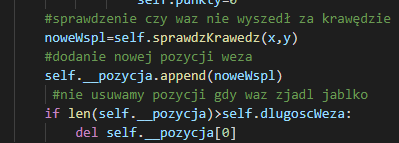 self.punkty=0
#sprawdzenie czy waz nie wyszedł za krawędzie
noweWspl=self.sprawdzKrawedz(x,y)
#dodanie nowej pozycji weza
self.__pozycja.append(noweWspl)
#nie usuwamy pozycji gdy waz zjadl jablko
if len(self.__pozycja)>self.dlugoscWeza:
del self.__pozycja[0]